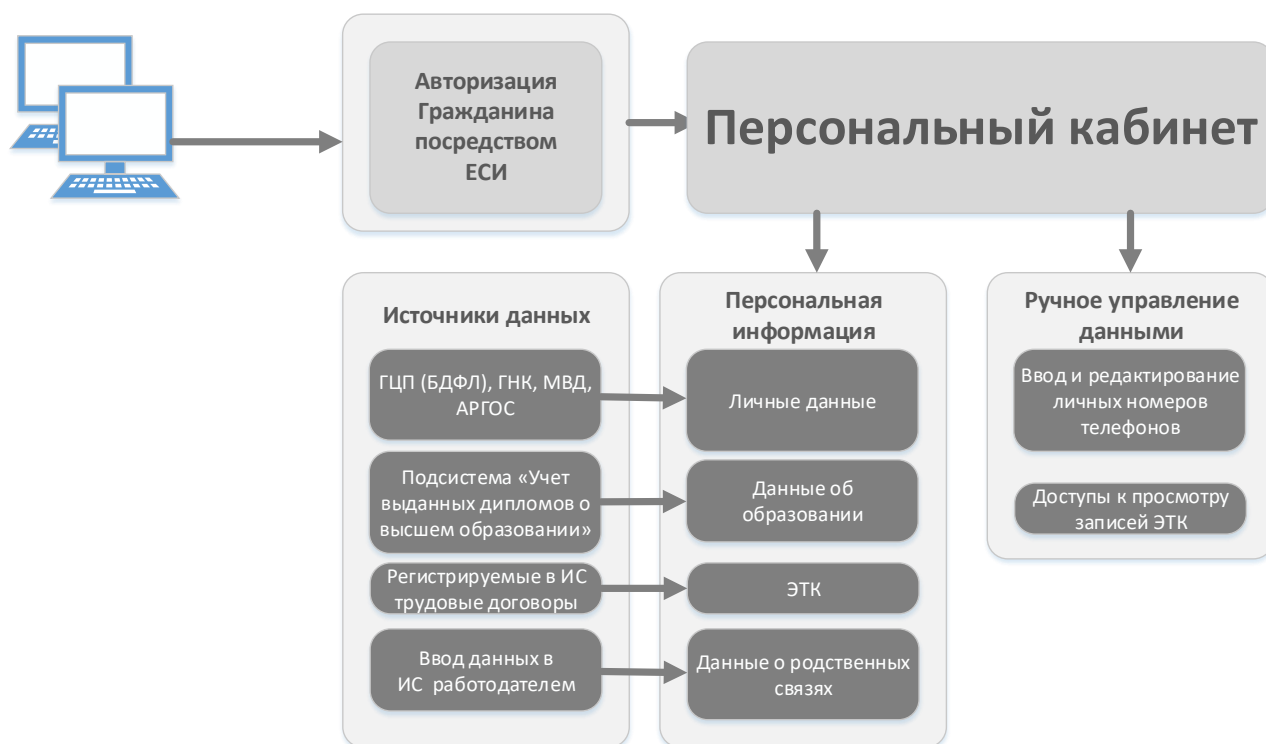 Авторизация
Гражданина
посредством
ЕСИ
Персональный кабинет
Источники данных
ГЦП (БДФЛ), ГНК, МВД,
АРГОС
Подсистема «Учет
выданных дипломов о
высшем образовании»
Регистрируемые в ИС
трудовые договоры
Ввод данных в
ИС работодателем
Персональная
информация
Личные данные
Данные об
образовании
ЭТК
Данные о родственных
связях
Ручное управление
данными
Ввод и редактирование
личных номеров
телефонов
Доступы к просмотру
записей ЭТК